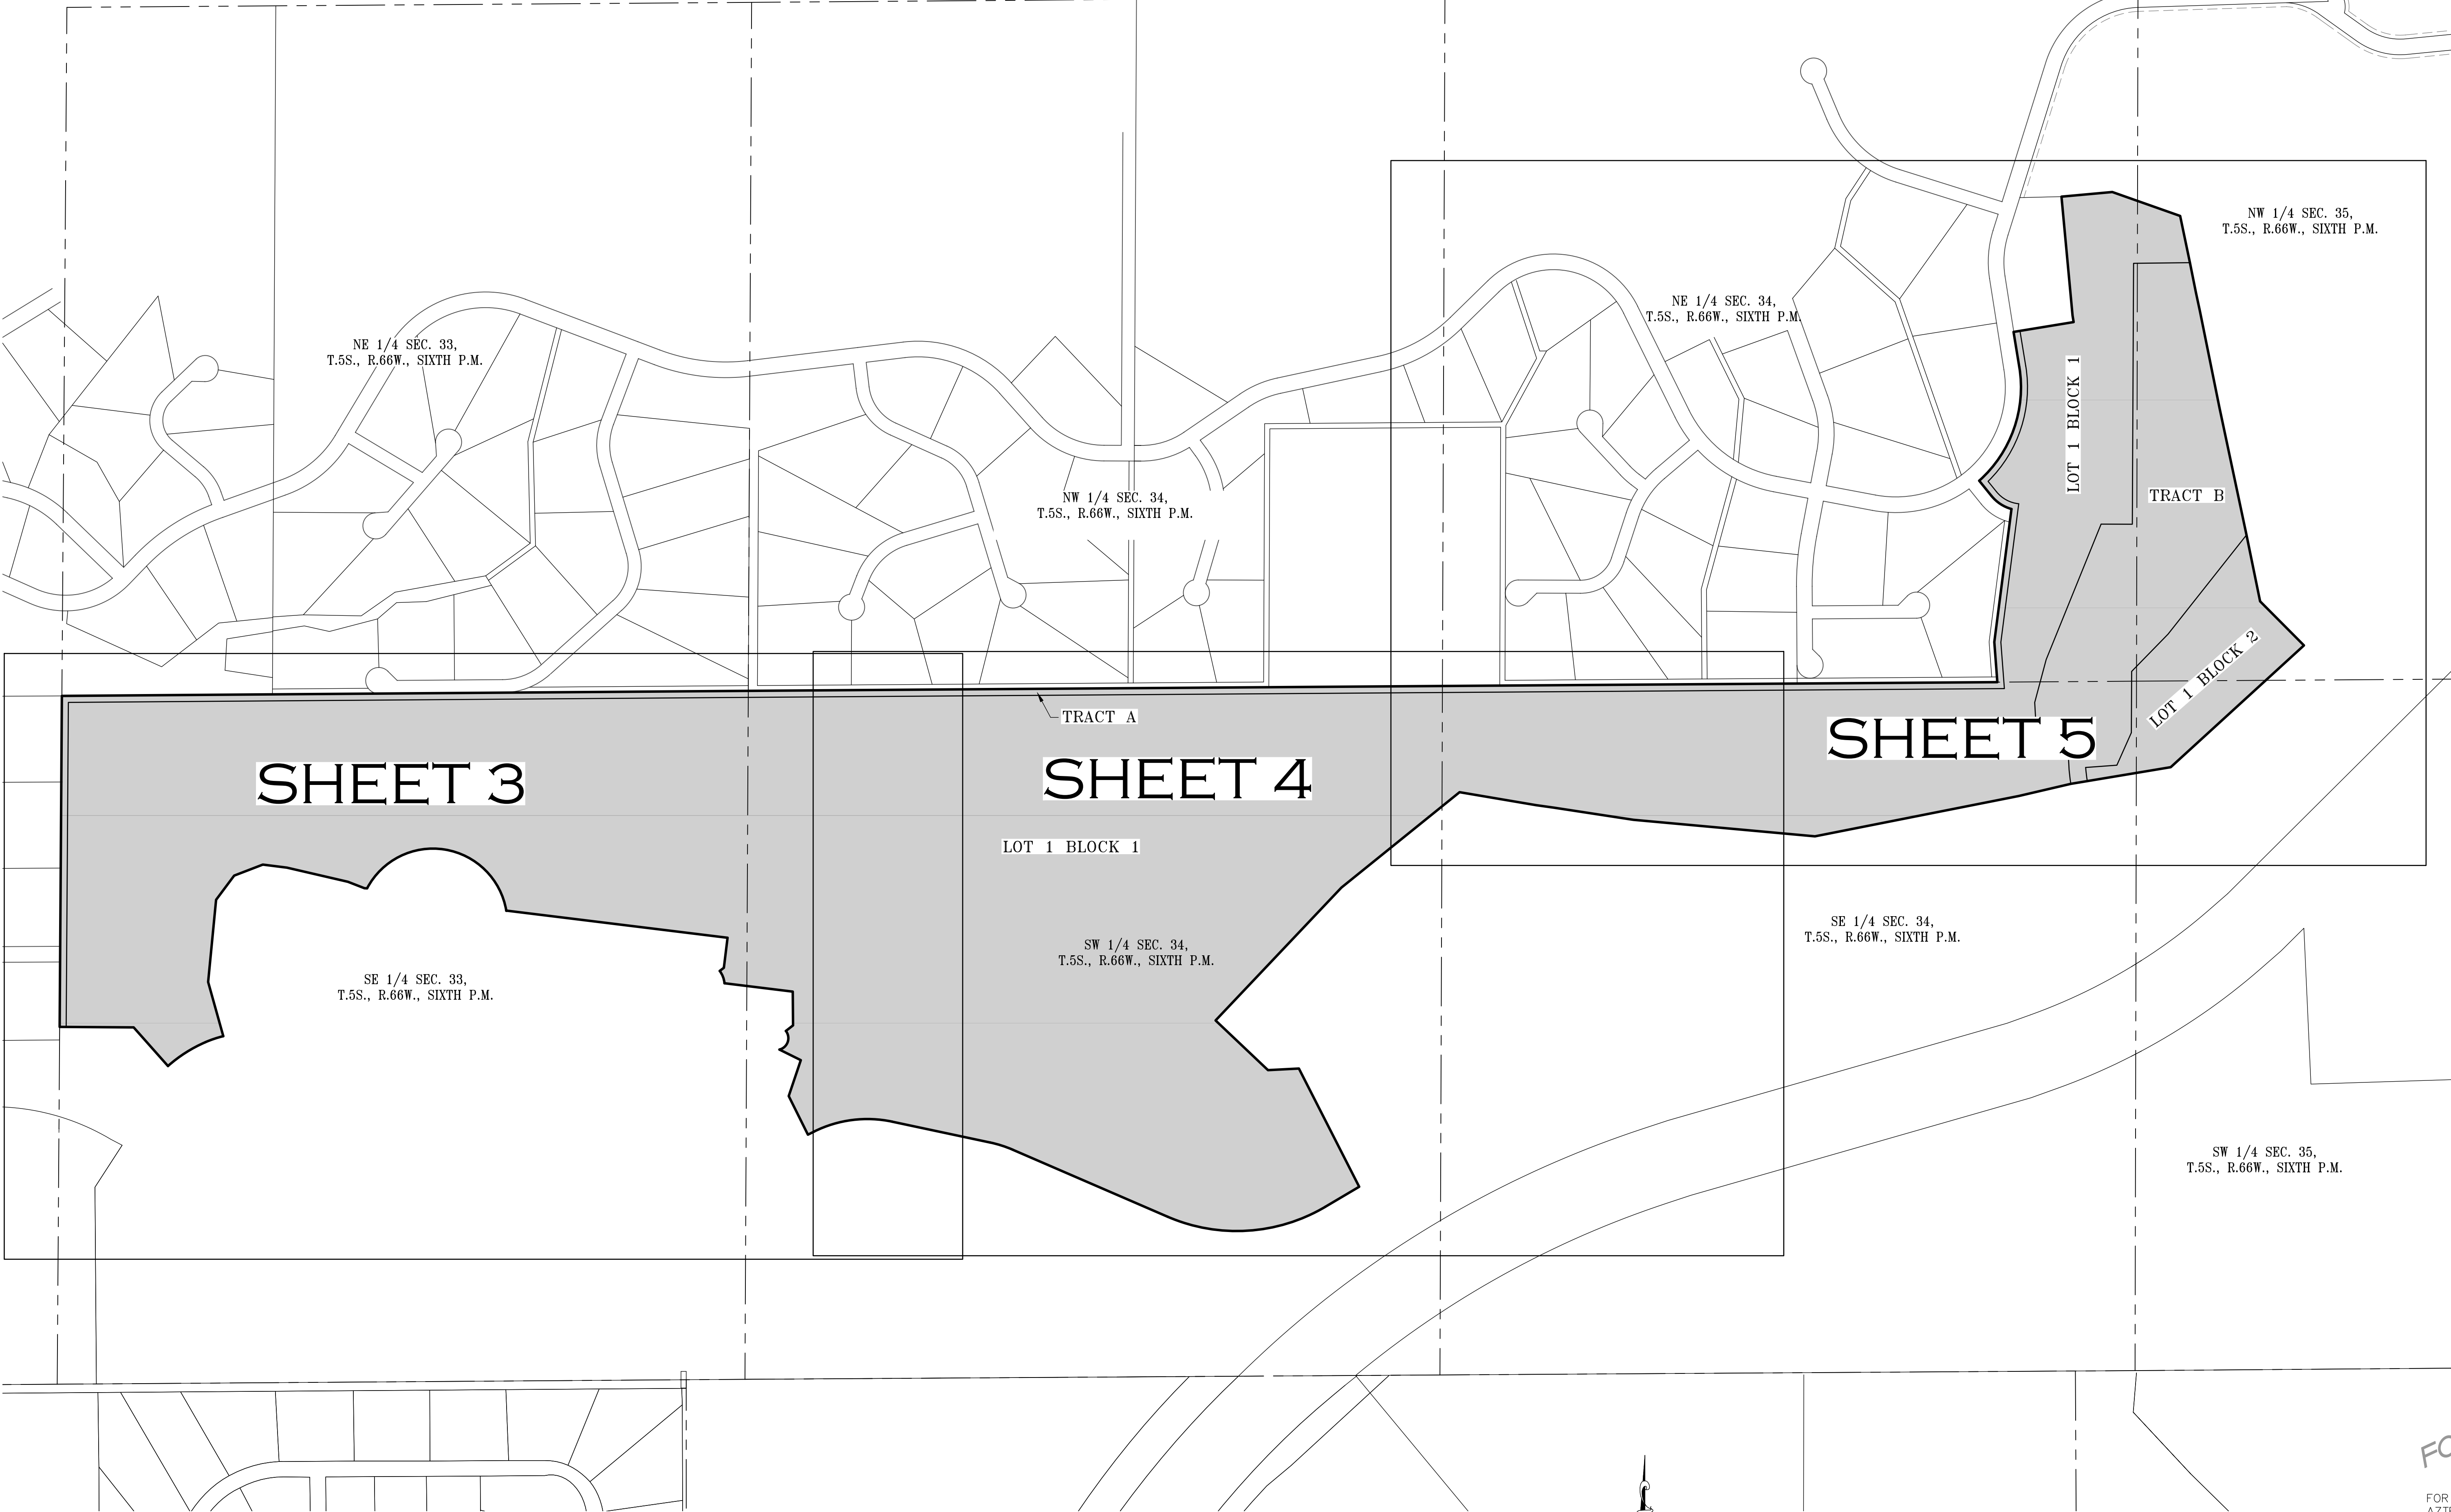 NW 1/4 SEC. 35,
T.5S., R.66W., SIXTH P.M.
NE 1/4 SEC. 34,
T.5S., R.66W., SIXTH P.M.
NE 1/4 SEC. 33,
T.5S., R.66W., SIXTH P.M.
LOT 1 BLOCK 1
NW 1/4 SEC. 34,
T.5S., R.66W., SIXTH P.M.
TRACT B
LOT 1 BLOCK 2
TRACT A
SHEET 5
SHEET 3
SHEET 4
LOT 1 BLOCK 1
SE 1/4 SEC. 34,
T.5S., R.66W., SIXTH P.M.
SW 1/4 SEC. 34,
T.5S., R.66W., SIXTH P.M.
SE 1/4 SEC. 33,
T.5S., R.66W., SIXTH P.M.
SW 1/4 SEC. 35,
T.5S., R.66W., SIXTH P.M.
FOR